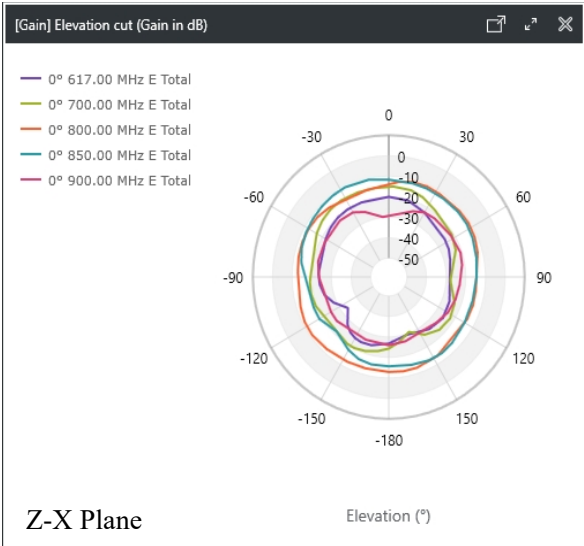 [Gain] Elevation cut (Gain in dB)
0° 617.00 MHz E Total
0° 700.00 MHz E Total
0° 800.00 MHz E Total
0° 850.00 MHz E Total
0° 900.00 MHz E Total
0
-30
30
0
-10
-60
-20
60
-30
-40
-50
-90
90
-120
120
-150
150
-180
Z-X Plane
Elevation (°)